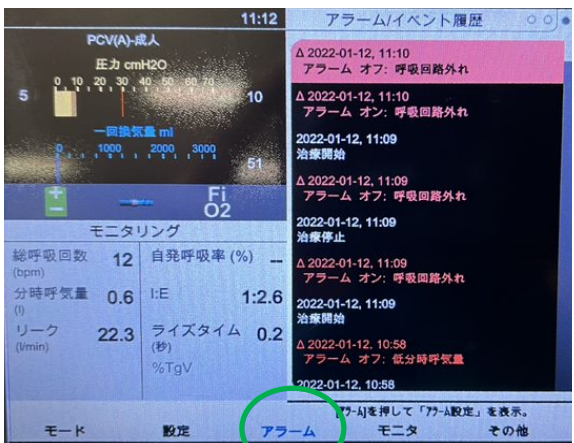 11:12
PCV(A)-成人
圧力 cmH2O
0 10 20 30 40 50 60 70
5
10
一回換気量 ml
0 1000 2000 3000
51
Fi
O2
モニタリング
総呼吸回数 12 自発呼吸率 (%) --
(bpm)
分時呼気量 0.6 I:E 1:2.6
(l)
リーク 22.3 ライズタイム 0.2
(l/min) (秒)
%TgV
モード 設定 アラーム
アラーム/イベント履歴
Δ 2022-01-12, 11:10
アラーム オフ: 呼吸回路外れ
Δ 2022-01-12, 11:10
アラーム オン: 呼吸回路外れ
2022-01-12, 11:09
治療開始
Δ 2022-01-12, 11:09
アラーム オフ: 呼吸回路外れ
2022-01-12, 11:09
治療停止
Δ 2022-01-12, 11:09
アラーム オン: 呼吸回路外れ
2022-01-12, 11:09
治療開始
Δ 2022-01-12, 10:58
アラーム オフ: 低分時呼気量
2022-01-12, 10:58
[アラーム]を押して「アラーム設定」を表示。
モニタ その他